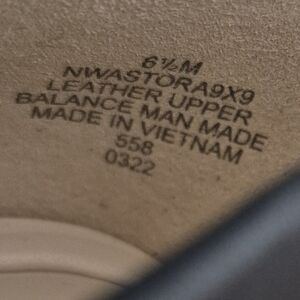 6½M
NWASTORA9X9
LEATHER UPPER
BALANCE MAN MADE
MADE IN VIETNAM
558
0322